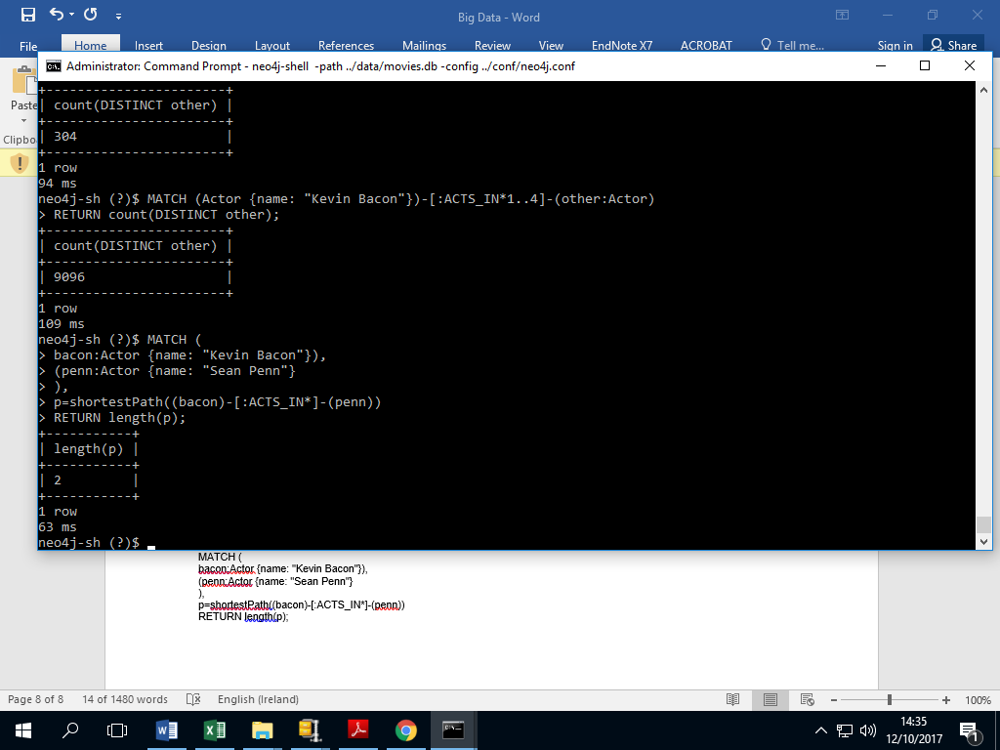 Big Data - Word
File Home Insert Design Layout References Mailings Review View EndNote X7 ACROBAT Tell me... Sign in Share
Administrator: Command Prompt - neo4j-shell -path ../data/movies.db -config ../conf/neo4j.conf
Paste
Clipbo
+-----------------------+
| count(DISTINCT other) |
+-----------------------+
| 304                   |
+-----------------------+
1 row
94 ms
neo4j-sh (?)$ MATCH (Actor {name: "Kevin Bacon"})-[:ACTS_IN*1..4]-(other:Actor)
> RETURN count(DISTINCT other);
+-----------------------+
| count(DISTINCT other) |
+-----------------------+
| 9096                  |
+-----------------------+
1 row
109 ms
neo4j-sh (?)$ MATCH (
> bacon:Actor {name: "Kevin Bacon"}),
> (penn:Actor {name: "Sean Penn"}
> ),
> p=shortestPath((bacon)-[:ACTS_IN*]-(penn))
> RETURN length(p);
+-----------+
| length(p) |
+-----------+
| 2         |
+-----------+
1 row
63 ms
neo4j-sh (?)$
MATCH (
bacon:Actor {name: "Kevin Bacon"}),
(penn:Actor {name: "Sean Penn"}
),
p=shortestPath((bacon)-[:ACTS_IN*]-(penn))
RETURN length(p);
Page 8 of 8 14 of 1480 words English (Ireland) 100%
14:35
12/10/2017
1